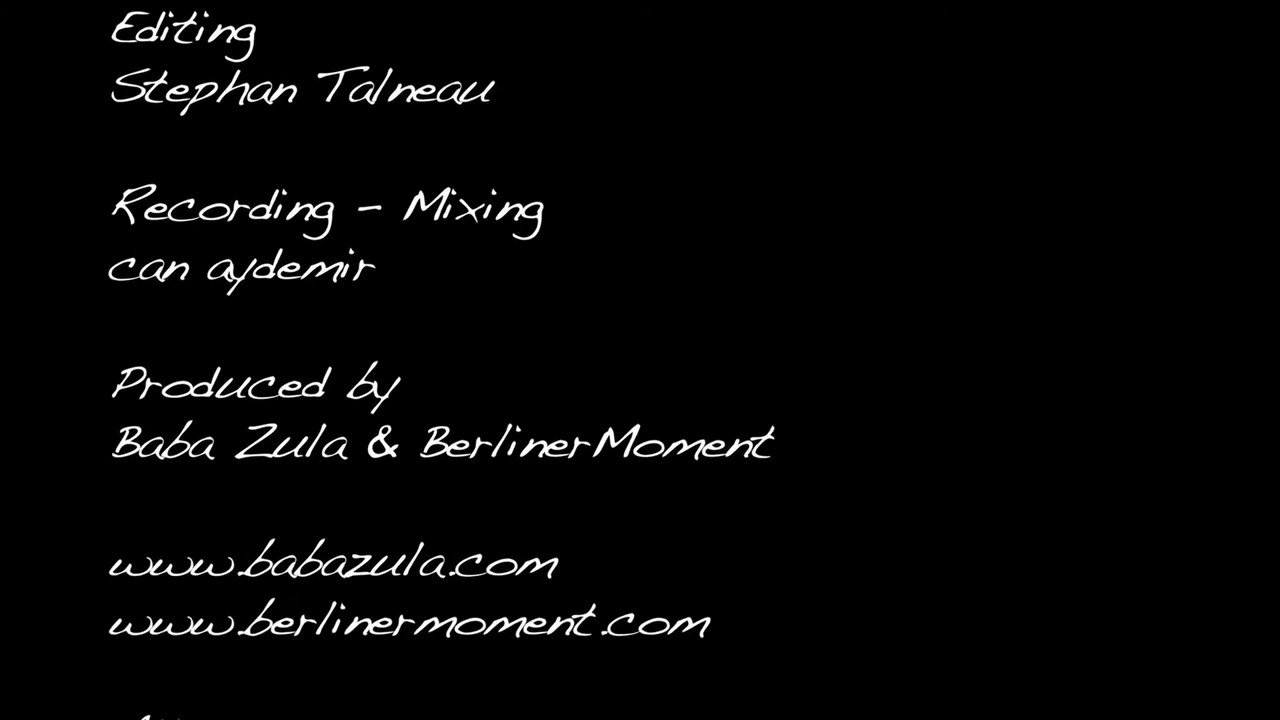 Editing
Stephan Talneau
Recording - Mixing
can aydemir
Produced by
Baba Zula & BerlinerMoment
www.babazula.com
www.berlinermoment.com